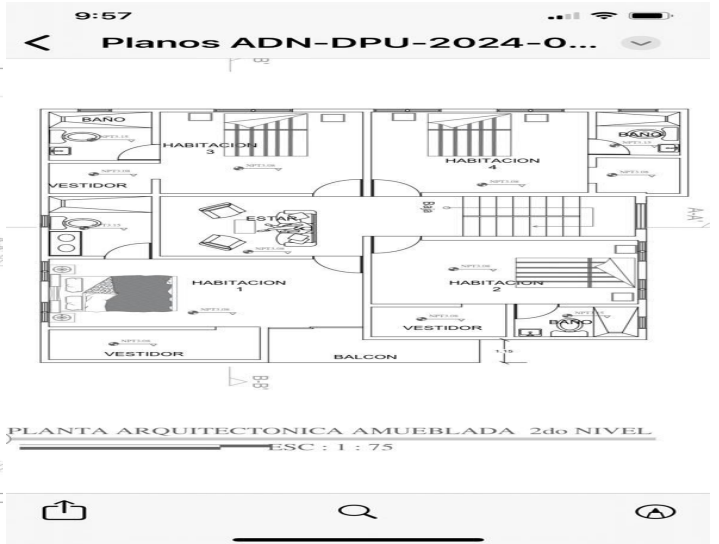 9:57
Planos ADN-DPU-2024-0...
BAÑO
HABITACION
3
BAÑO
HABITACION
4
VESTIDOR
ESTAR
Baja
HABITACION
1
HABITACION
2
VESTIDOR
BAÑO
VESTIDOR
BALCON
1.15
B-B'
PLANTA ARQUITECTONICA AMUEBLADA 2do NIVEL
ESC : 1 : 75